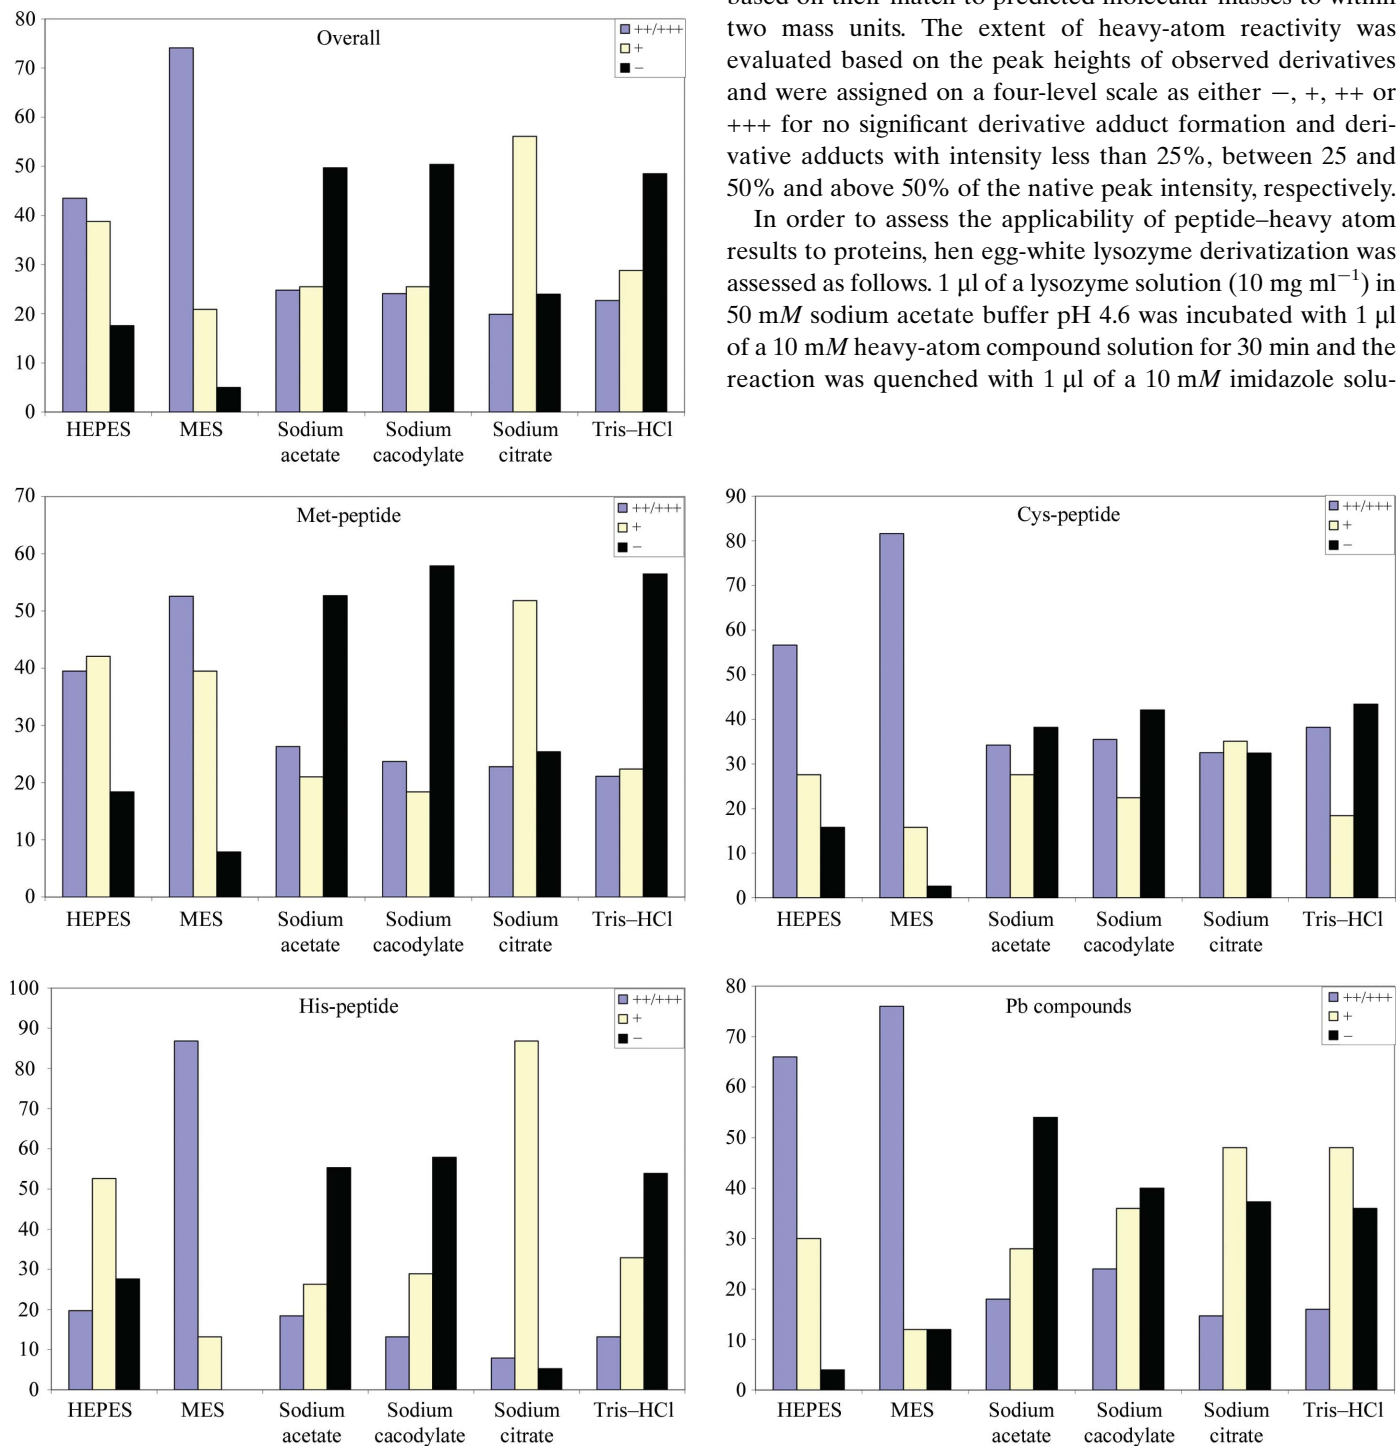 80
70
60
50
40
30
20
10
0
Overall
++/+++
+
−
HEPES
MES
Sodium
acetate
Sodium
cacodylate
Sodium
citrate
Tris–HCl
based on their match to predicted molecular masses to within
two mass units. The extent of heavy-atom reactivity was
evaluated based on the peak heights of observed derivatives
and were assigned on a four-level scale as either −, +, ++ or
+++ for no significant derivative adduct formation and deri-
vative adducts with intensity less than 25%, between 25 and
50% and above 50% of the native peak intensity, respectively.
In order to assess the applicability of peptide–heavy atom
results to proteins, hen egg-white lysozyme derivatization was
assessed as follows. 1 µl of a lysozyme solution (10 mg ml−1) in
50 mM sodium acetate buffer pH 4.6 was incubated with 1 µl
of a 10 mM heavy-atom compound solution for 30 min and the
reaction was quenched with 1 µl of a 10 mM imidazole solu-
70
60
50
40
30
20
10
0
Met-peptide
++/+++
+
−
HEPES
MES
Sodium
acetate
Sodium
cacodylate
Sodium
citrate
Tris–HCl
90
80
70
60
50
40
30
20
10
0
Cys-peptide
++/+++
+
−
HEPES
MES
Sodium
acetate
Sodium
cacodylate
Sodium
citrate
Tris–HCl
100
90
80
70
60
50
40
30
20
10
0
His-peptide
++/+++
+
−
HEPES
MES
Sodium
acetate
Sodium
cacodylate
Sodium
citrate
Tris–HCl
80
70
60
50
40
30
20
10
0
Pb compounds
++/+++
+
−
HEPES
MES
Sodium
acetate
Sodium
cacodylate
Sodium
citrate
Tris–HCl